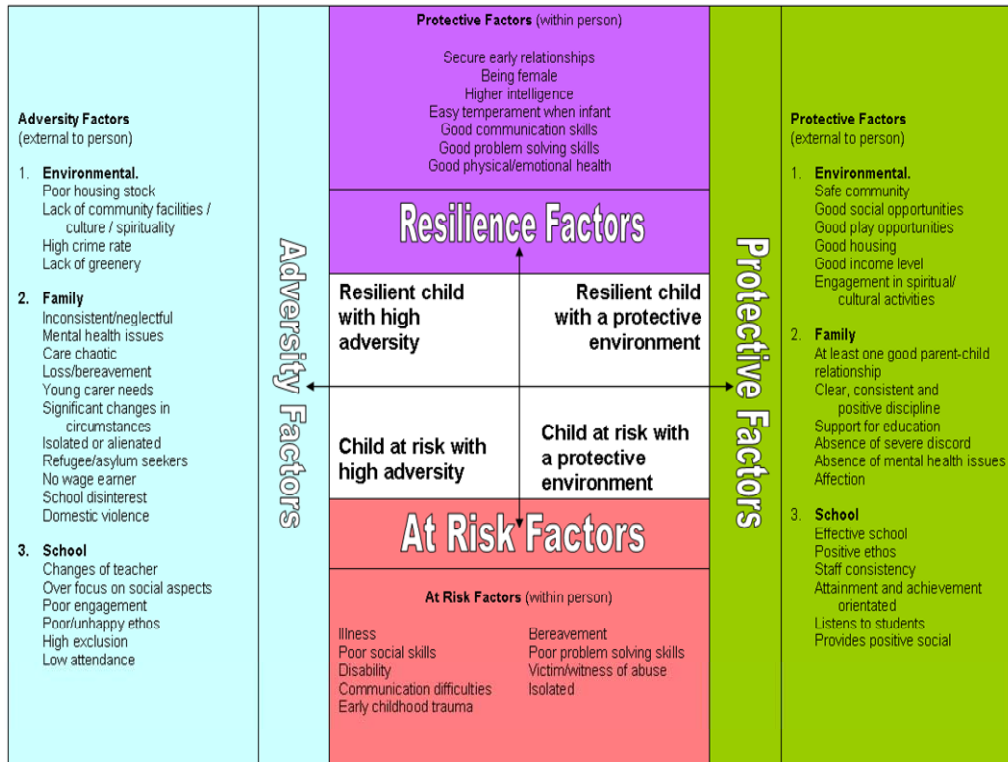 Adversity Factors
(external to person)
1. Environmental.
Poor housing stock
Lack of community facilities /
culture / spirituality
High crime rate
Lack of greenery
2. Family
Inconsistent/neglectful
Mental health issues
Care chaotic
Loss/bereavement
Young carer needs
Significant changes in
circumstances
Isolated or alienated
Refugee/asylum seekers
No wage earner
School disinterest
Domestic violence
3. School
Changes of teacher
Over focus on social aspects
Poor engagement
Poor/unhappy ethos
High exclusion
Low attendance
Adversity Factors
Protective Factors (within person)
Secure early relationships
Being female
Higher intelligence
Easy temperament when infant
Good communication skills
Good problem solving skills
Good physical/emotional health
Resilience Factors
Resilient child
with high
adversity
Resilient child
with a protective
environment
Child at risk with
high adversity
Child at risk with
a protective
environment
At Risk Factors
At Risk Factors (within person)
Illness
Poor social skills
Disability
Communication difficulties
Early childhood trauma
Bereavement
Poor problem solving skills
Victim/witness of abuse
Isolated
Protective Factors
Protective Factors
(external to person)
1. Environmental.
Safe community
Good social opportunities
Good play opportunities
Good housing
Good income level
Engagement in spiritual/
cultural activities
2. Family
At least one good parent-child
relationship
Clear, consistent and
positive discipline
Support for education
Absence of severe discord
Absence of mental health issues
Affection
3. School
Effective school
Positive ethos
Staff consistency
Attainment and achievement
orientated
Listens to students
Provides positive social